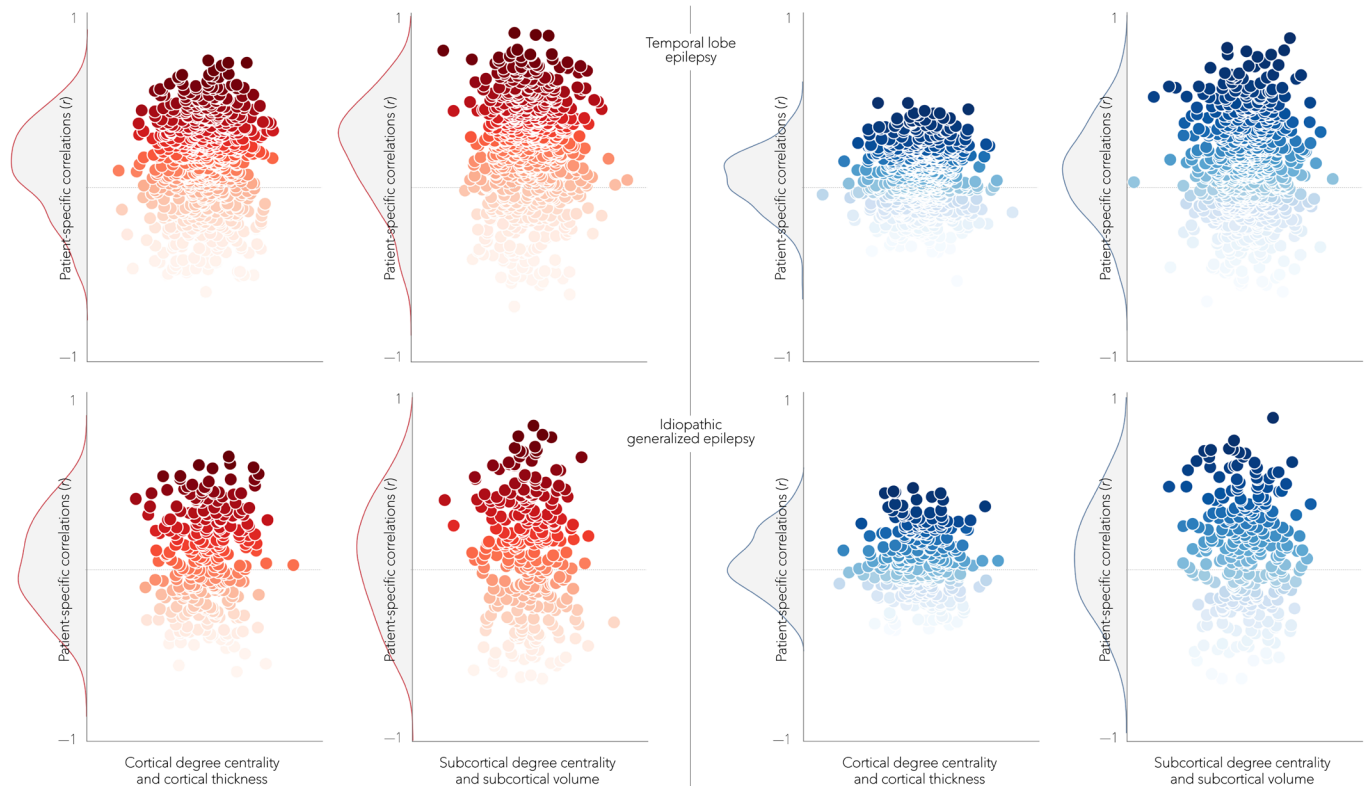 1
Patient-specific correlations (r)
—1
1
Patient-specific correlations (r)
—1
Temporal lobe
epilepsy
1
Patient-specific correlations (r)
—1
1
Patient-specific correlations (r)
—1
1
Patient-specific correlations (r)
—1
1
Patient-specific correlations (r)
—1
Idiopathic
generalized epilepsy
1
Patient-specific correlations (r)
—1
1
Patient-specific correlations (r)
—1
Cortical degree centrality
and cortical thickness
Subcortical degree centrality
and subcortical volume
Cortical degree centrality
and cortical thickness
Subcortical degree centrality
and subcortical volume